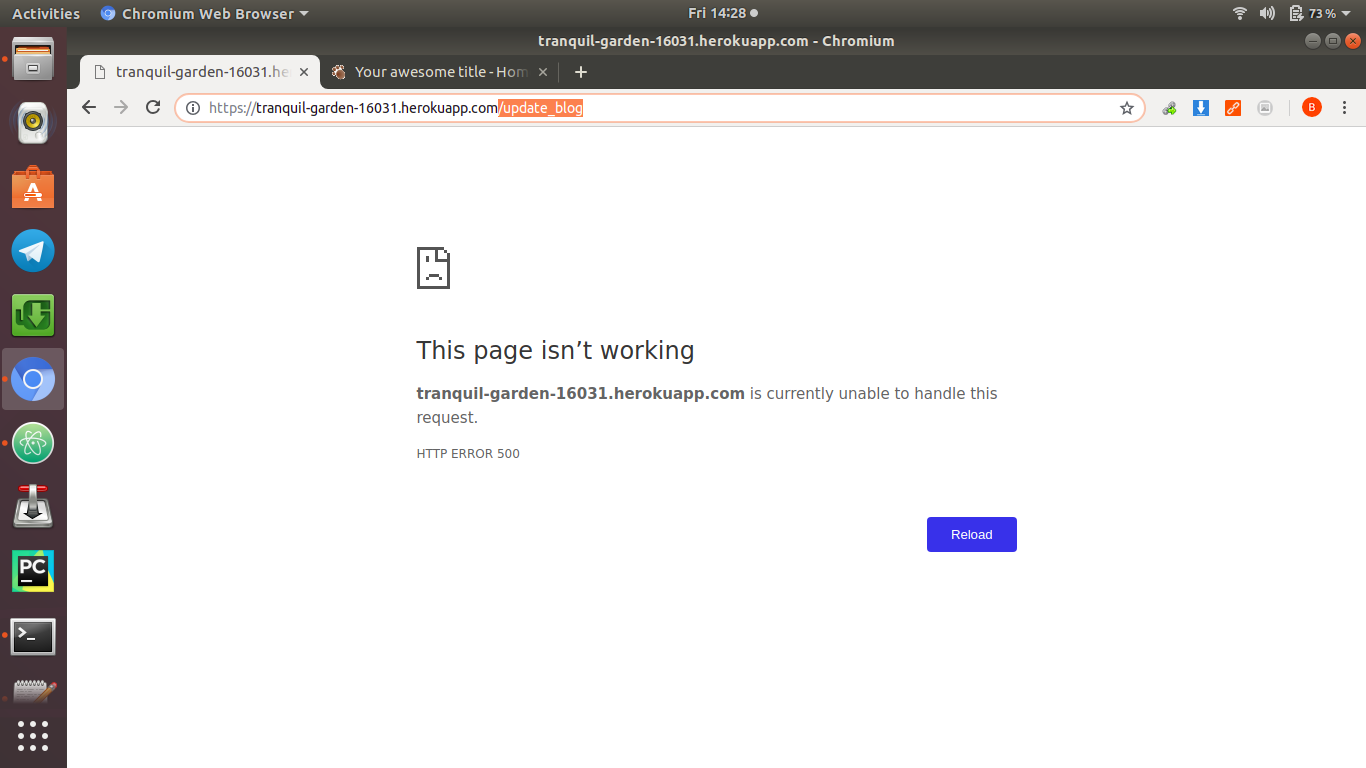 Activities Chromium Web Browser Fri 14:28 73 %
tranquil-garden-16031.herokuapp.com - Chromium
tranquil-garden-16031.he Your awesome title - Hom
https://tranquil-garden-16031.herokuapp.com/update_blog B
A
This page isn’t working
tranquil-garden-16031.herokuapp.com is currently unable to handle this
request.
HTTP ERROR 500
Reload
PC
>_